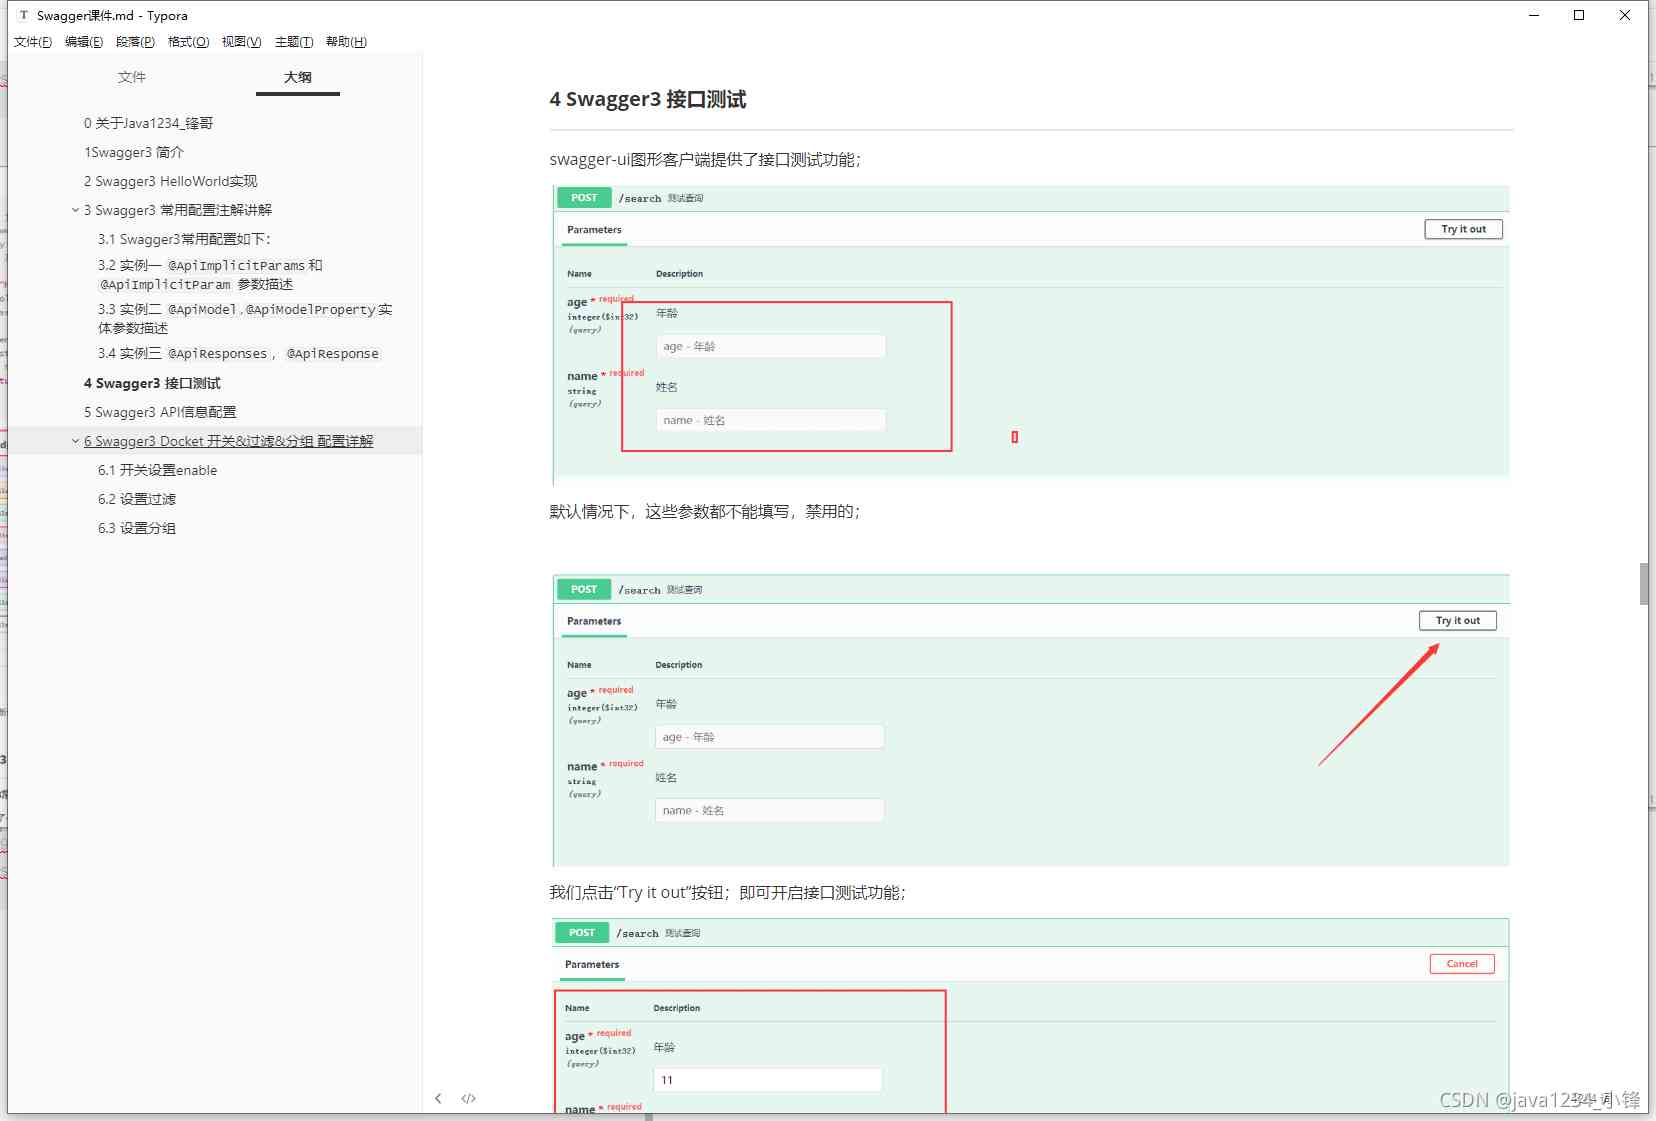 Swagger课件.md - Typora
文件(F) 编辑(E) 段落(P) 格式(O) 视图(V) 主题(T) 帮助(H)
文件 大纲
0 关于Java1234_锋哥
1Swagger3 简介
2 Swagger3 HelloWorld实现
3 Swagger3 常用配置注解讲解
3.1 Swagger3常用配置如下：
3.2 实例一 @ApiImplicitParams和
@ApiImplicitParam 参数描述
3.3 实例二 @ApiModel,@ApiModelProperty实
体参数描述
3.4 实例三 @ApiResponses，@ApiResponse
4 Swagger3 接口测试
5 Swagger3 API信息配置
6 Swagger3 Docket 开关&过滤&分组 配置详解
6.1 开关设置enable
6.2 设置过滤
6.3 设置分组
4 Swagger3 接口测试
swagger-ui图形客户端提供了接口测试功能；
POST /search 测试查询
Parameters Try it out
Name Description
age * required
年龄
integer($int32)
(query)
age - 年龄
name * required
姓名
string
(query)
name - 姓名
默认情况下，这些参数都不能填写，禁用的；
POST /search 测试查询
Parameters Try it out
Name Description
age * required
年龄
integer($int32)
(query)
age - 年龄
name * required
姓名
string
(query)
name - 姓名
我们点击“Try it out”按钮；即可开启接口测试功能；
POST /search 测试查询
Parameters Cancel
Name Description
age * required
年龄
integer($int32)
(query)
11
name * required
</> 
CSDN @java1234_小锋